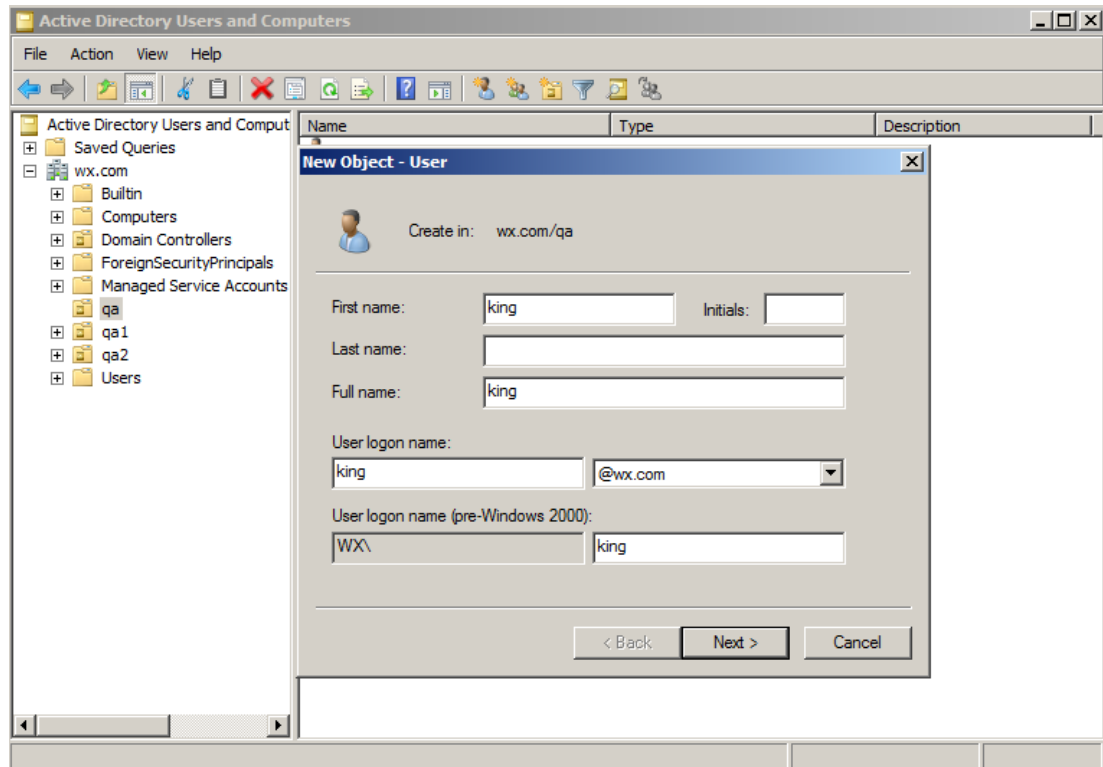 Active Directory Users and Computers
File Action View Help
Active Directory Users and Comput
Name Type Description
Saved Queries
wx.com
Builtin
Computers
Domain Controllers
ForeignSecurityPrincipals
Managed Service Accounts
qa
qa1
qa2
Users
New Object - User
Create in: wx.com/qa
First name: king Initials:
Last name:
Full name: king
User logon name:
king @wx.com
User logon name (pre-Windows 2000):
WX\ king
< Back Next > Cancel